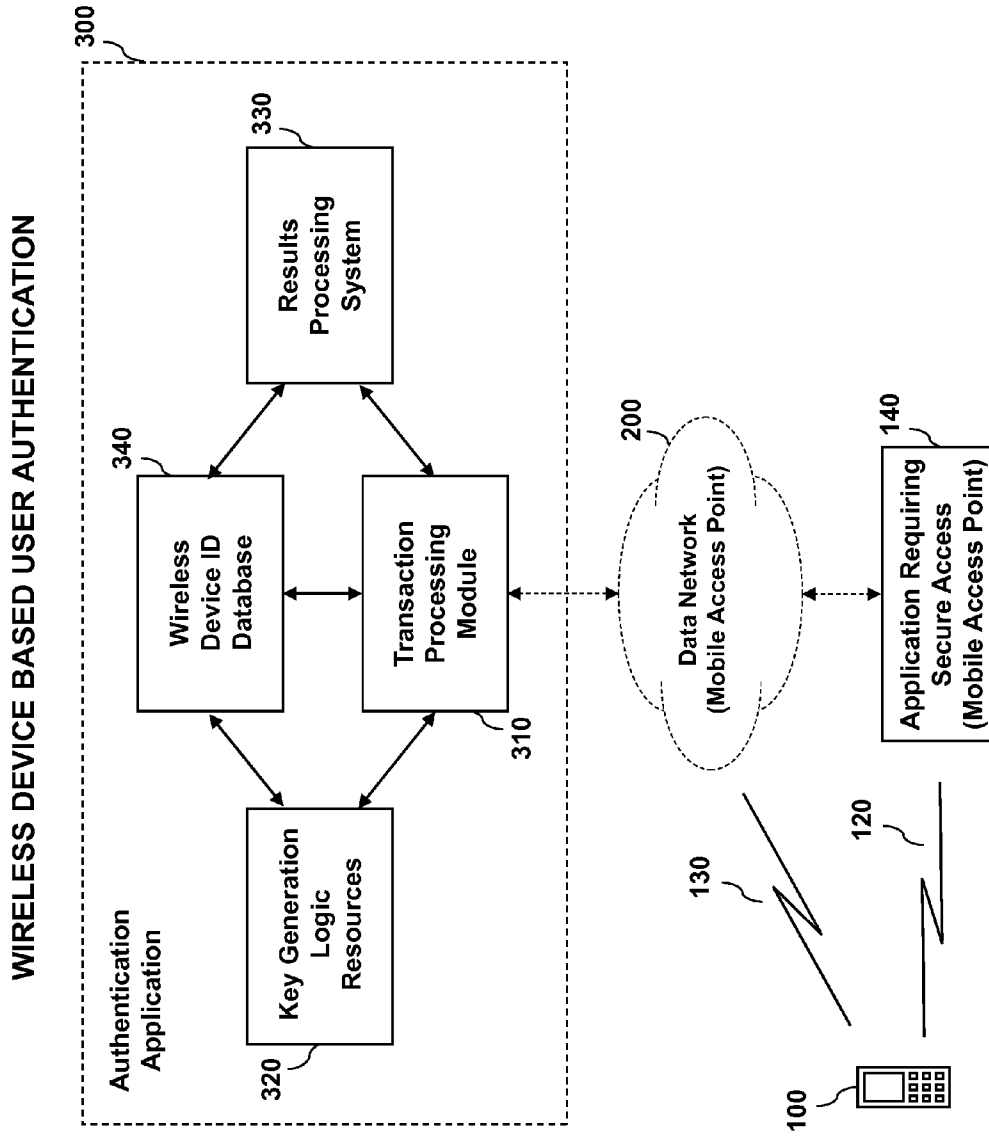 WIRELESS DEVICE BASED USER AUTHENTICATION
300
Authentication
Application
340
Wireless
Device ID
Database
330
Results
Processing
System
320
Key Generation
Logic
Resources
310
Transaction
Processing
Module
200
Data Network
(Mobile Access Point)
130
120
100
140
Application Requiring
Secure Access
(Mobile Access Point)